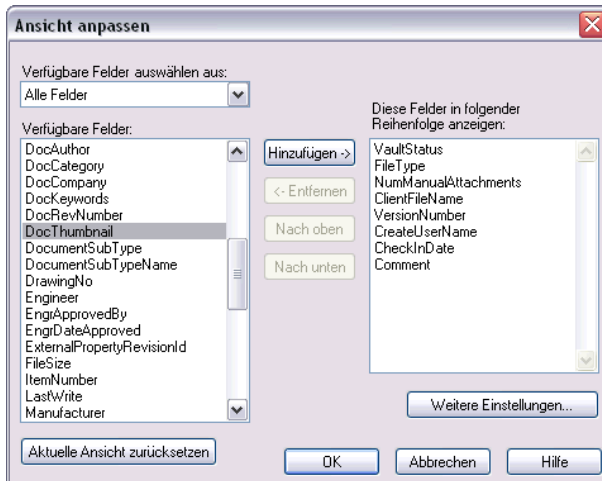 Ansicht anpassen
Verfügbare Felder auswählen aus:
Alle Felder
Verfügbare Felder:
DocAuthor
DocCategory
DocCompany
DocKeywords
DocRevNumber
DocThumbnail
DocumentSubType
DocumentSubTypeName
DrawingNo
Engineer
EngrApprovedBy
EngrDateApproved
ExternalPropertyRevisionId
FileSize
ItemNumber
LastWrite
Manufacturer
Hinzufügen ->
<- Entfernen
Nach oben
Nach unten
Diese Felder in folgender
Reihenfolge anzeigen:
VaultStatus
FileType
NumManualAttachments
ClientFileName
VersionNumber
CreateUserName
CheckInDate
Comment
Weitere Einstellungen...
Aktuelle Ansicht zurücksetzen
OK
Abbrechen
Hilfe